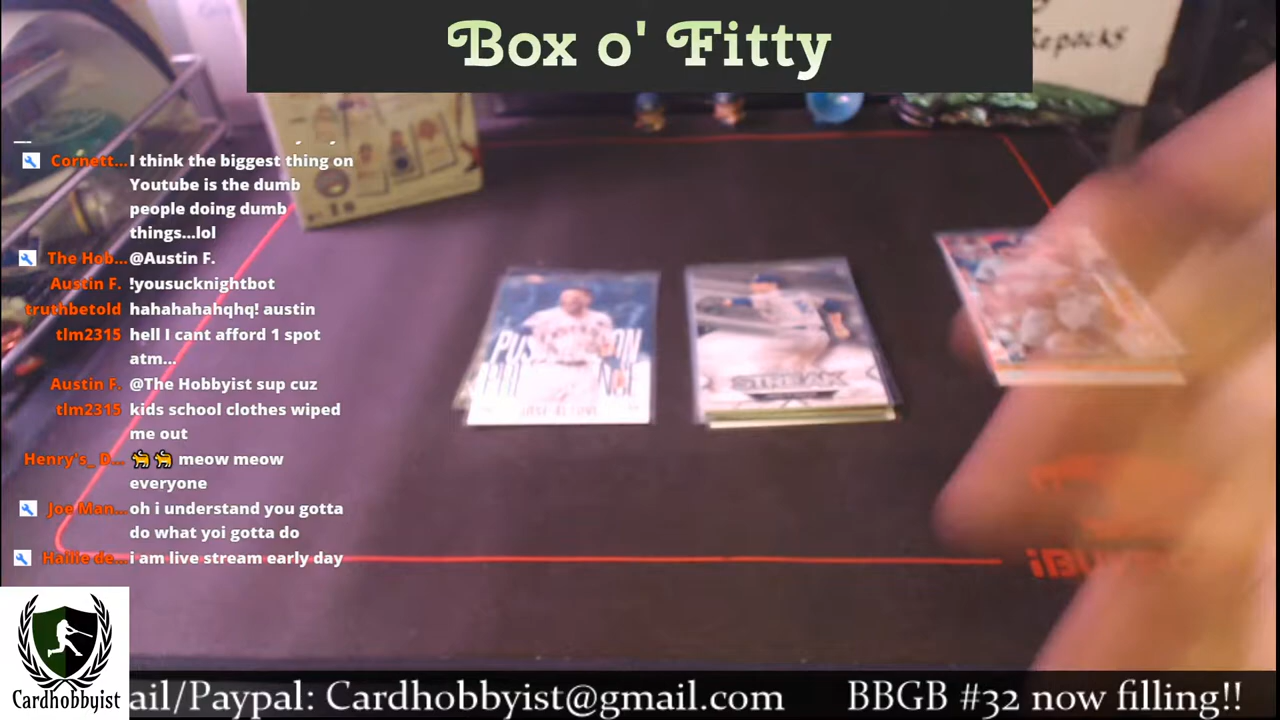 Box o' Fitty
Repacks
Cornett... I think the biggest thing on
Youtube is the dumb
people doing dumb
things...lol
The Hob... @Austin F.
Austin F. !yousucknightbot
truthbetold hahahahahqhq! austin
tlm2315 hell I cant afford 1 spot
atm...
Austin F. @The Hobbyist sup cuz
tlm2315 kids school clothes wiped
me out
Henry's_ D... 🐈🐈 meow meow
everyone
Joe Man... oh i understand you gotta
do what yoi gotta do
Hailie de... i am live stream early day
STREAK
Cardhobbyist
ail/Paypal: Cardhobbyist@gmail.com BBGB #32 now filling!!